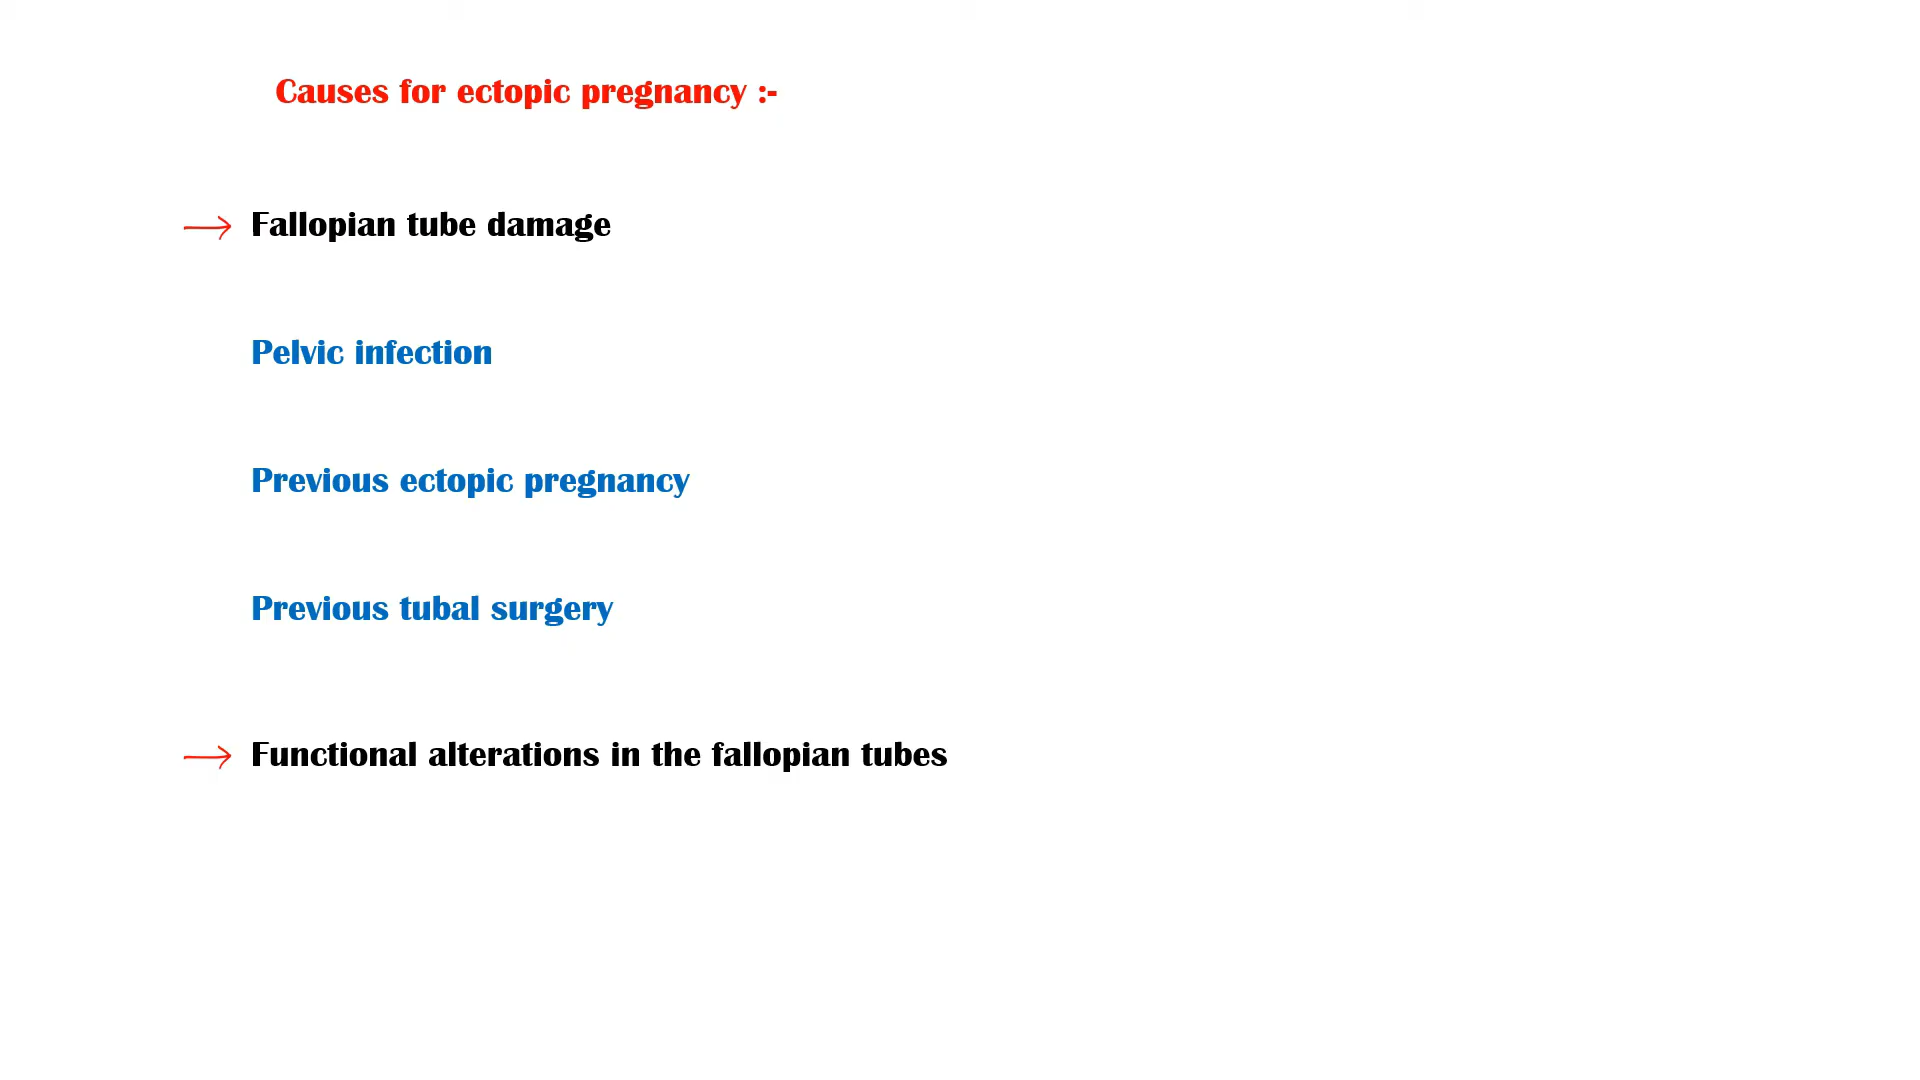 Causes for ectopic pregnancy :-
Fallopian tube damage
Pelvic infection
Previous ectopic pregnancy
Previous tubal surgery
Functional alterations in the fallopian tubes